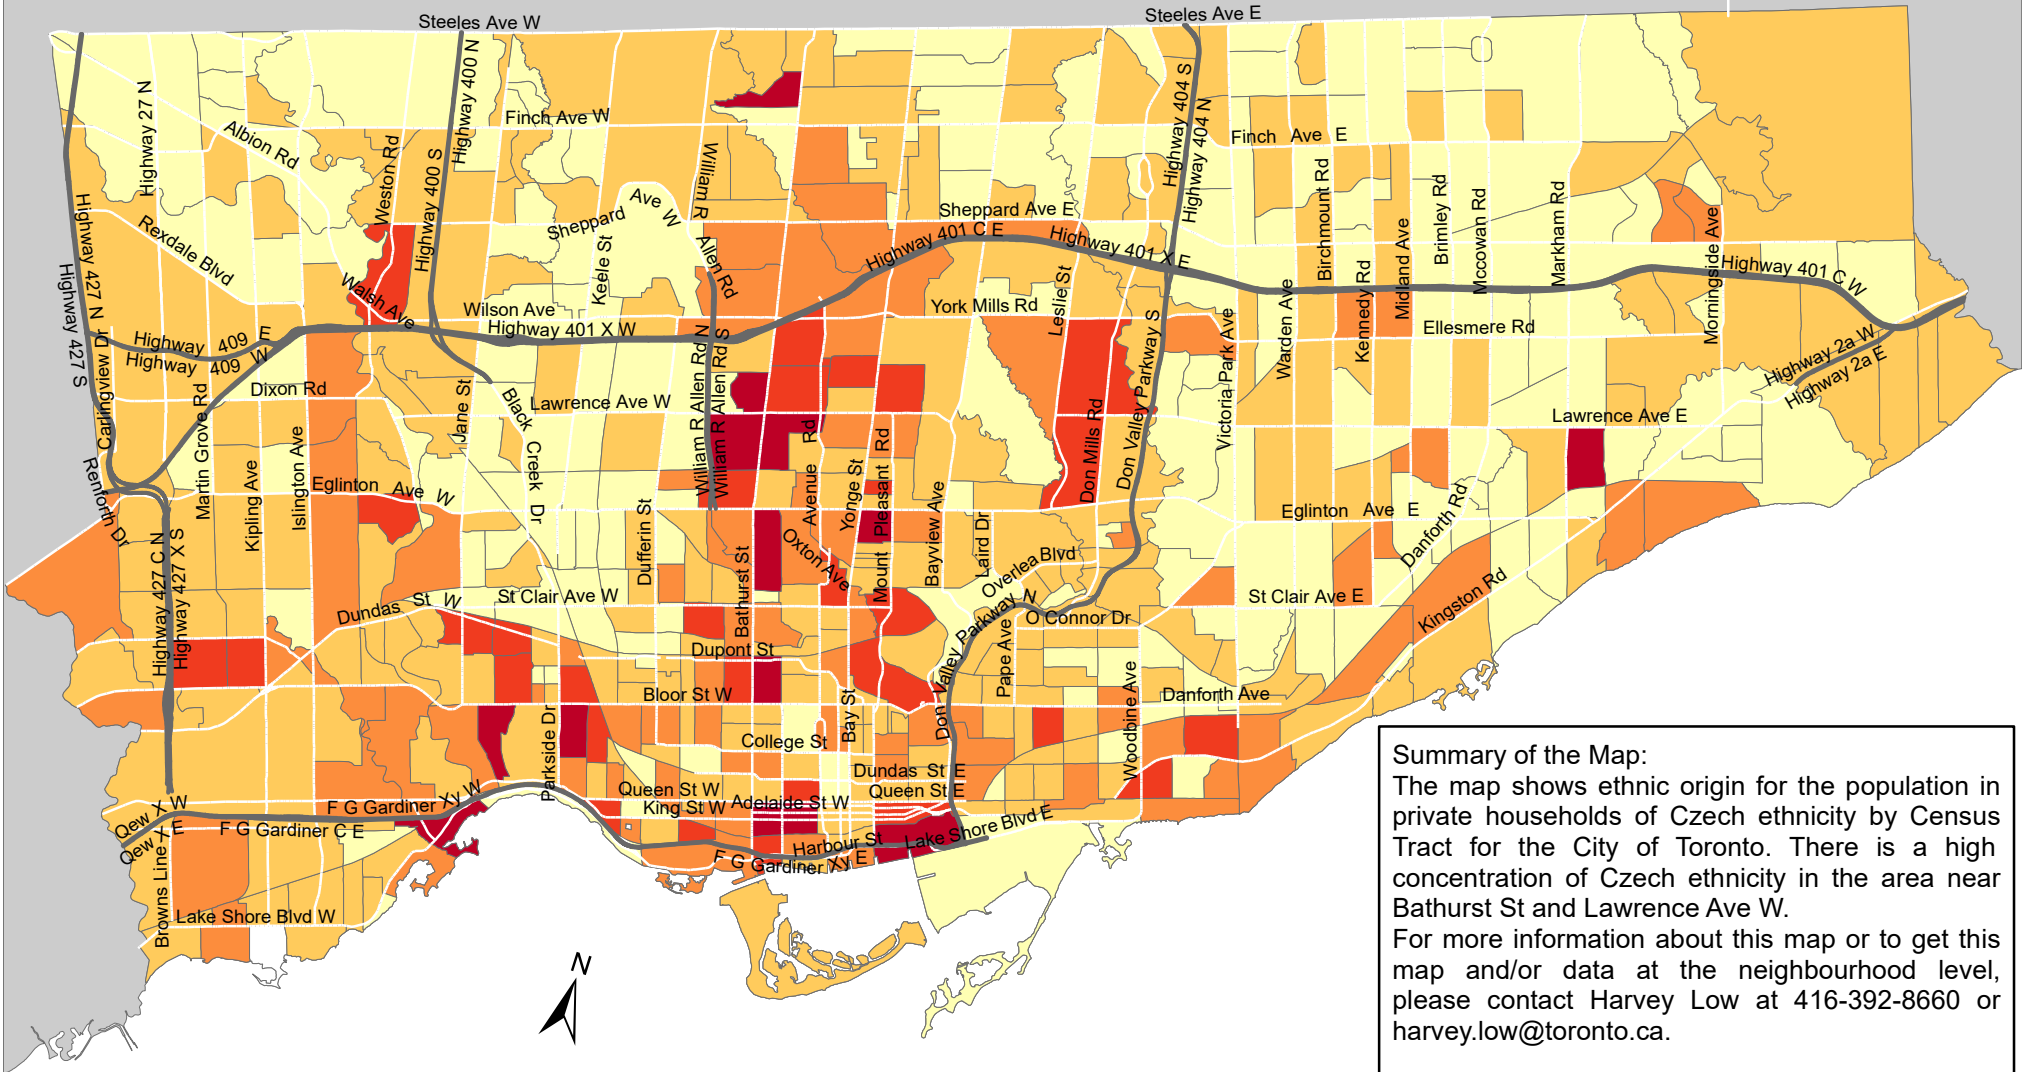 Steeles Ave W
Steeles Ave E
Highway 27 N
Albion Rd
Weston Rd
Highway 400 N
Highway 400 S
Finch Ave W
William R
Allen Rd
Highway 404 S
Highway 404 N
Finch Ave E
Highway 427 N
Highway 427 S
Rexdale Blvd
Walsh Ave
Sheppard Ave W
Keele St
Sheppard Ave E
Highway 401 C E
Highway 401 X E
Leslie St
Birchmount Rd
Kennedy Rd
Midland Ave
Brimley Rd
Mccowan Rd
Markham Rd
Morningside Ave
Highway 401 C W
Wilson Ave
Highway 401 X W
York Mills Rd
Warden Ave
Ellesmere Rd
Highway 2a W
Highway 2a E
Highway 409 E
Highway 409 W
Carlingview Dr
Martin Grove Rd
Dixon Rd
Jane St
Black Creek Dr
Lawrence Ave W
William R Allen Rd N
William R Allen Rd S
Don Mills Rd
Don Valley Parkway S
Victoria Park Ave
Lawrence Ave E
Renforth Dr
Kipling Ave
Islington Ave
Eglinton Ave W
Dufferin St
Avenue Rd
Yonge St
Mount Pleasant Rd
Bayview Ave
Laird Dr
Eglinton Ave E
Danforth Rd
Highway 427 C N
Highway 427 X S
Oxton Ave
Overlea Blvd
Dundas St W
St Clair Ave W
Bathurst St
Don Valley Parkway N
O Connor Dr
St Clair Ave E
Kingston Rd
Dupont St
Pape Ave
Bloor St W
Bay St
Woodbine Ave
Danforth Ave
Parkside Dr
College St
Dundas St E
Queen St W
Queen St E
King St W
Adelaide St W
Qew X W
Qew X E
F G Gardiner Xy W
F G Gardiner C E
Harbour St
Lake Shore Blvd E
F G Gardiner Xy E
Browns Line
Lake Shore Blvd W
N
Summary of the Map:
The map shows ethnic origin for the population in
private households of Czech ethnicity by Census
Tract for the City of Toronto. There is a high
concentration of Czech ethnicity in the area near
Bathurst St and Lawrence Ave W.
For more information about this map or to get this
map and/or data at the neighbourhood level,
please contact Harvey Low at 416-392-8660 or
harvey.low@toronto.ca.